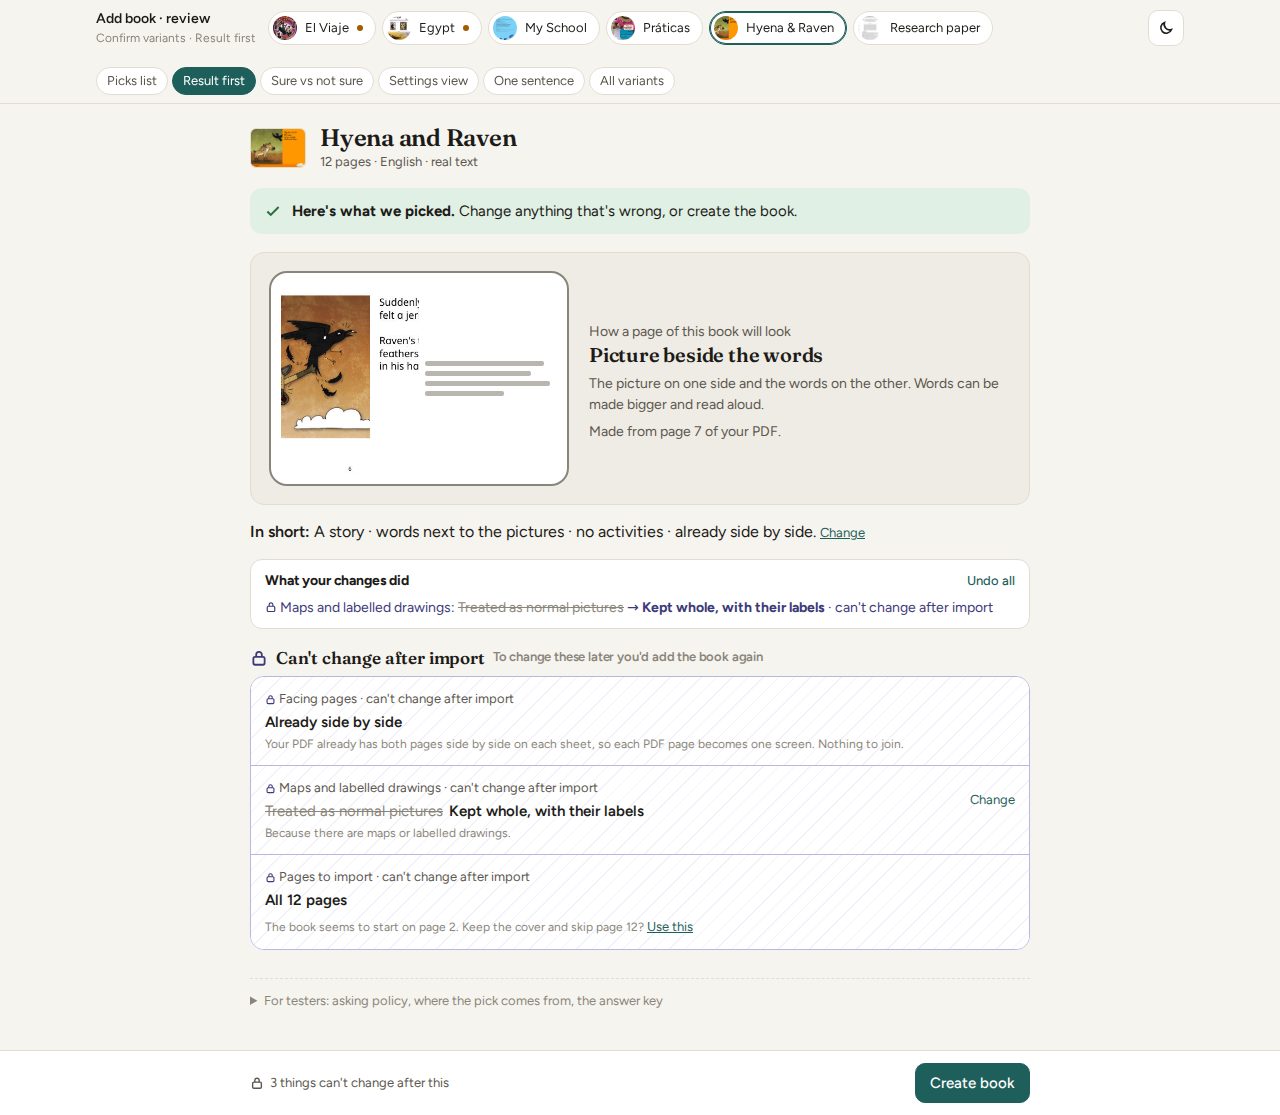 Add book · review
Confirm variants · Result first
El Viaje
Egypt
My School
Práticas
Hyena & Raven
Research paper
Picks list
Result first
Sure vs not sure
Settings view
One sentence
All variants
Hyena and Raven
12 pages · English · real text
Here's what we picked. Change anything that's wrong, or create the book.
Suddenly
felt a jer
Raven's
feathers
in his ha
6
How a page of this book will look
Picture beside the words
The picture on one side and the words on the other. Words can be
made bigger and read aloud.
Made from page 7 of your PDF.
In short: A story · words next to the pictures · no activities · already side by side. Change
What your changes did
Undo all
Maps and labelled drawings: Treated as normal pictures → Kept whole, with their labels · can't change after import
Can't change after import To change these later you'd add the book again
Facing pages · can't change after import
Already side by side
Your PDF already has both pages side by side on each sheet, so each PDF page becomes one screen. Nothing to join.
Maps and labelled drawings · can't change after import
Treated as normal pictures Kept whole, with their labels
Change
Because there are maps or labelled drawings.
Pages to import · can't change after import
All 12 pages
The book seems to start on page 2. Keep the cover and skip page 12? Use this
For testers: asking policy, where the pick comes from, the answer key
3 things can't change after this
Create book